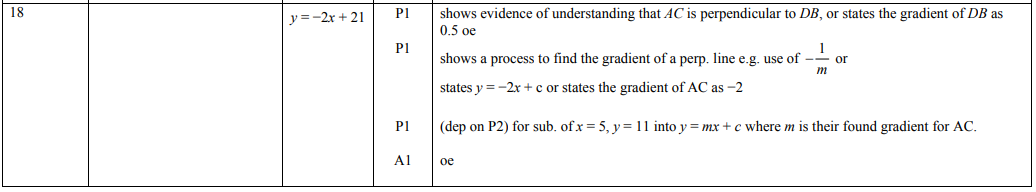 18
y = −2x + 21
P1
shows evidence of understanding that AC is perpendicular to DB, or states the gradient of DB as
0.5 oe
P1
shows a process to find the gradient of a perp. line e.g. use of −1/m or
states y = −2x + c or states the gradient of AC as −2
P1
(dep on P2) for sub. of x = 5, y = 11 into y = mx + c where m is their found gradient for AC.
A1
oe